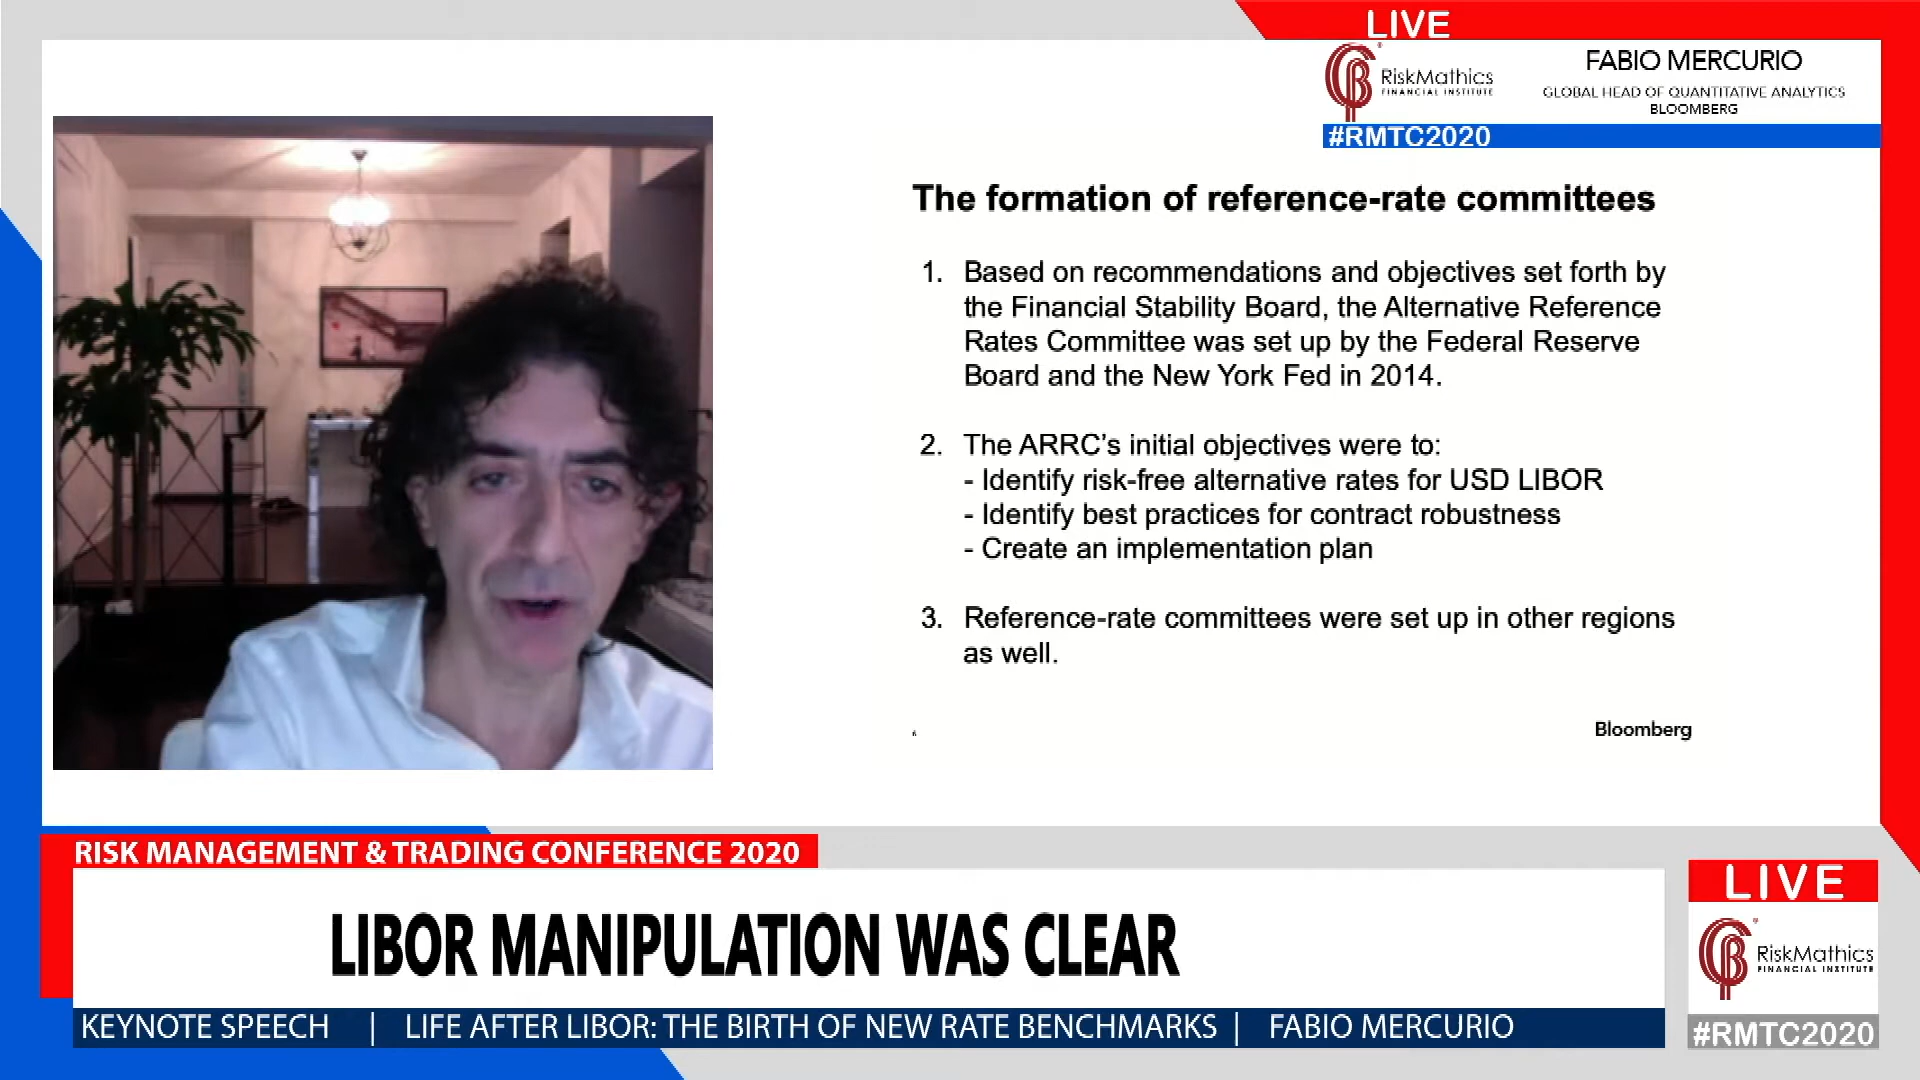 LIVE
RiskMathics
FINANCIAL INSTITUTE
FABIO MERCURIO
GLOBAL HEAD OF QUANTITATIVE ANALYTICS
BLOOMBERG
#RMTC2020
The formation of reference-rate committees
1. Based on recommendations and objectives set forth by
the Financial Stability Board, the Alternative Reference
Rates Committee was set up by the Federal Reserve
Board and the New York Fed in 2014.
2. The ARRC's initial objectives were to:
- Identify risk-free alternative rates for USD LIBOR
- Identify best practices for contract robustness
- Create an implementation plan
3. Reference-rate committees were set up in other regions
as well.
Bloomberg
RISK MANAGEMENT & TRADING CONFERENCE 2020
LIBOR MANIPULATION WAS CLEAR
KEYNOTE SPEECH | LIFE AFTER LIBOR: THE BIRTH OF NEW RATE BENCHMARKS | FABIO MERCURIO
LIVE
RiskMathics
FINANCIAL INSTITUTE
#RMTC2020